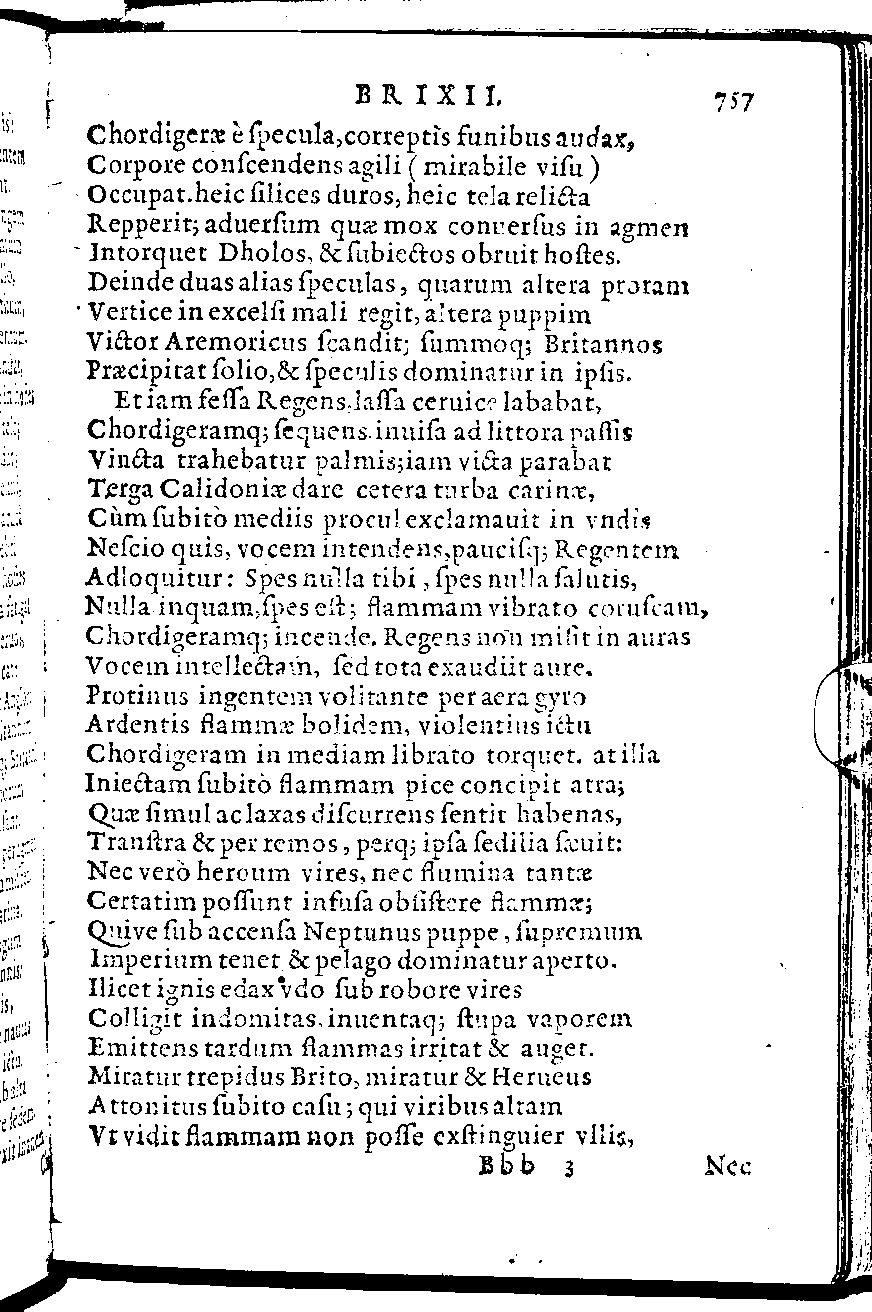 BRIXII. 757
Chordigeræ è ſpecula, correptis funibus audax,
Corpore conſcendens agili ( mirabile viſu )
Occupat. heic ſilices duros, heic tela relicta
Repperit; aduerſum quæ mox conuerſus in agmen
Intorquet Dholos, & ſubiectos obruit hoſtes.
Deinde duas alias ſpeculas, quarum altera proram
Vertice in excelſi mali regit, altera puppim
Victor Aremoricus ſcandit; ſummoq; Britannos
Præcipitat ſolio, & ſpeculis dominatur in ipſis.
Et iam feſſa Regens, laſſa ceruice lababat,
Chordigeramq; ſequens. inuiſa ad littora paſſis
Vincta trahebatur palmis; iam victa parabat
Terga Calidoniæ dare cetera turba carinæ,
Cùm ſubitò mediis procul exclamauit in vndis
Neſcio quis, vocem intendens, pauciſq; Regentem
Adloquitur: Spes nulla tibi, ſpes nulla ſalutis,
Nulla inquam, ſpes eſt; flammam vibrato coruſcam,
Chordigeramq; incende. Regens non miſit in auras
Vocem intellectam, ſed tota exaudiit aure.
Protinus ingentem volitante per aera gyro
Ardentis flammæ bolidem, violentius ictu
Chordigeram in mediam librato torquet. at illa
Iniectam ſubitò flammam pice concipit atra;
Quæ ſimul ac laxas diſcurrens ſentit habenas,
Tranſtra & per remos, perq; ipſa ſedilia ſæuit:
Nec verò heroum vires, nec flumina tantæ
Certatim poſſunt infuſa obſiſtere flammæ;
Quive ſub accenſa Neptunus puppe, ſupremum
Imperium tenet & pelago dominatur aperto.
Ilicet ignis edax vdo ſub robore vires
Colligit indomitas, inuentaq; ſtupa vaporem
Emittens tardum flammas irritat & auget.
Miratur trepidus Brito, miratur & Herueus
Attonitus ſubito caſu; qui viribus altam
Vt vidit flammam non poſſe exſtinguier vllis,
Bbb 3 Nec